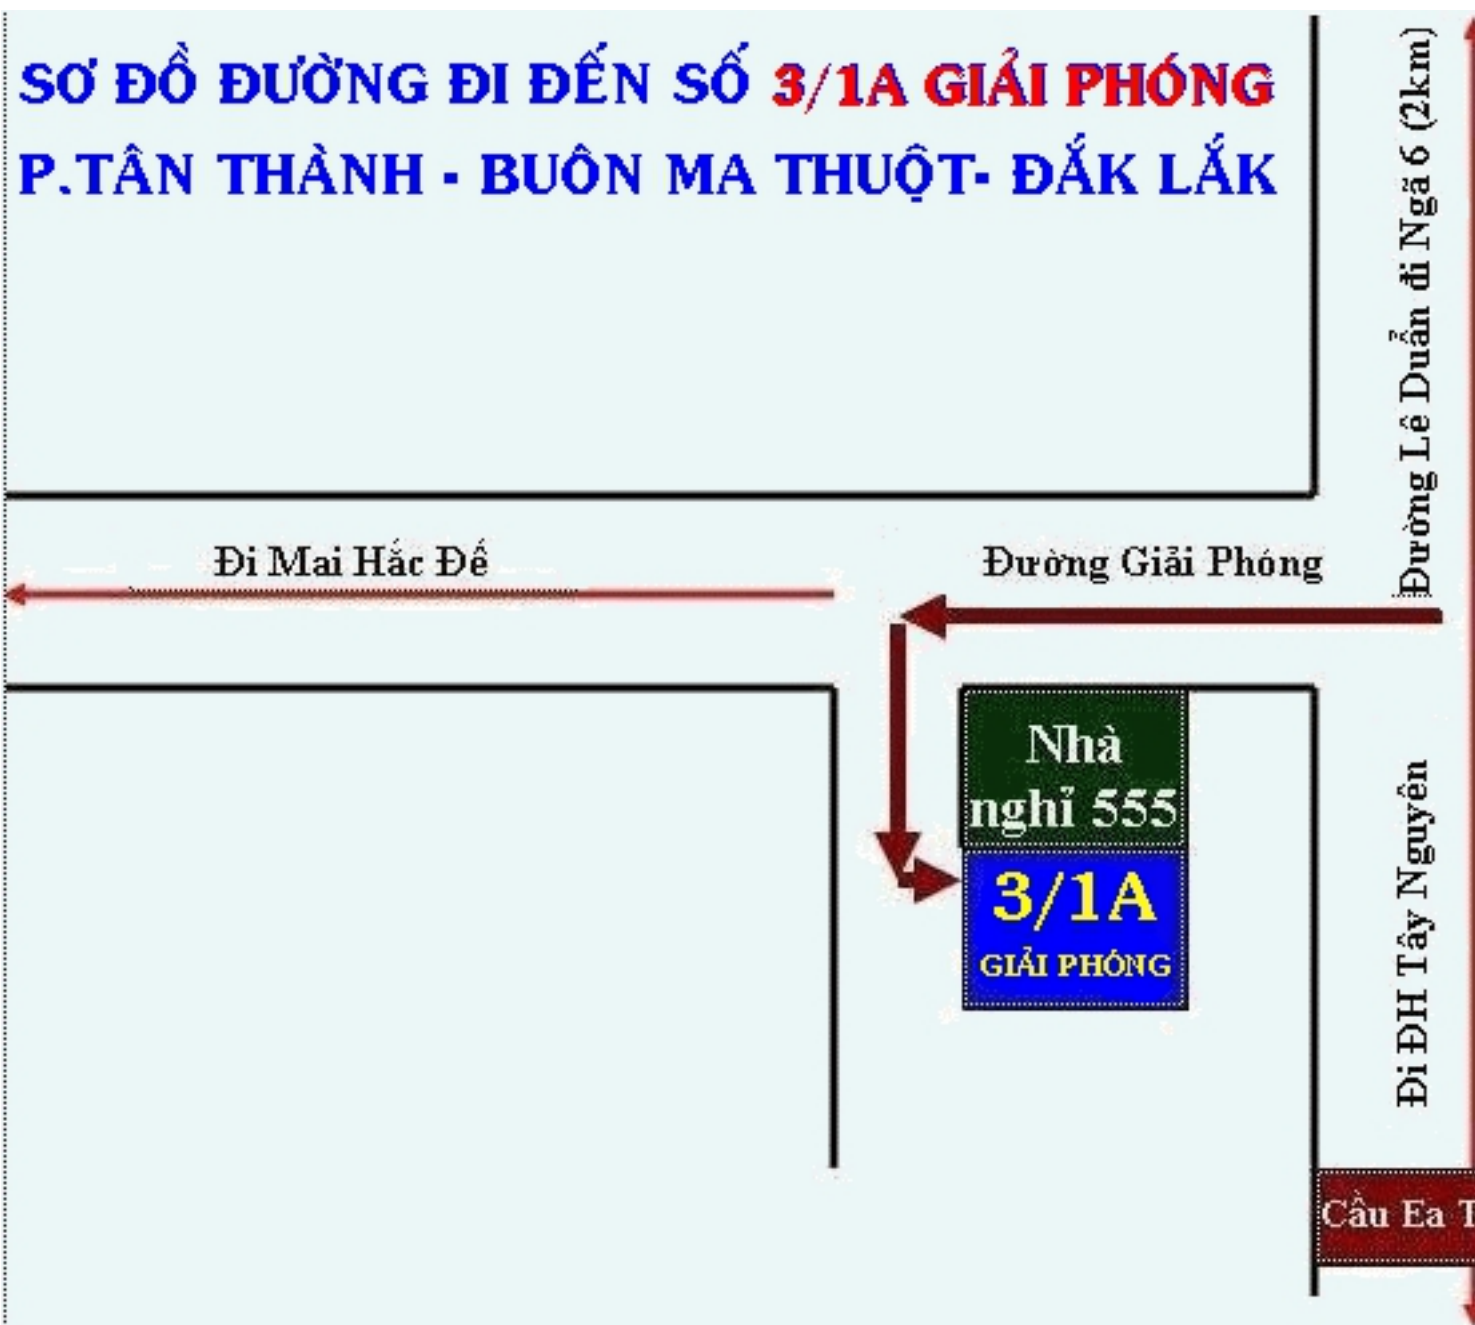 SƠ ĐỒ ĐƯỜNG ĐI ĐẾN SỐ 3/1A GIẢI PHÓNG
P.TÂN THÀNH - BUÔN MA THUỘT- ĐẮK LẮK
Đường Lê Duẩn đi Ngã 6 (2km)
Đi Mai Hắc Đế
Đường Giải Phóng
Nhà
nghỉ 555
3/1A
GIẢI PHÓNG
Đi ĐH Tây Nguyên
Cầu Ea